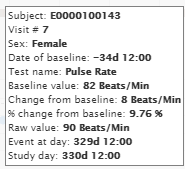 Subject: E0000100143
Visit # 7
Sex: Female
Date of baseline: −34d 12:00
Test name: Pulse Rate
Baseline value: 82 Beats/Min
Change from baseline: 8 Beats/Min
% change from baseline: 9.76 %
Raw value: 90 Beats/Min
Event at day: 329d 12:00
Study day: 330d 12:00